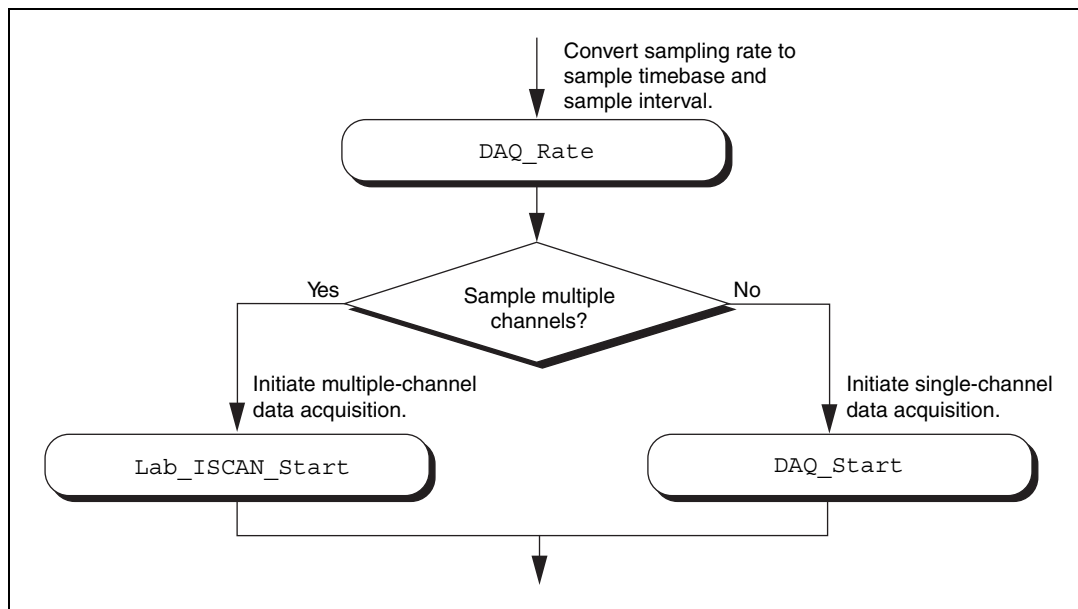 Convert sampling rate to
sample timebase and
sample interval.
DAQ_Rate
Yes
Sample multiple
channels?
No
Initiate multiple-channel
data acquisition.
Initiate single-channel
data acquisition.
Lab_ISCAN_Start
DAQ_Start